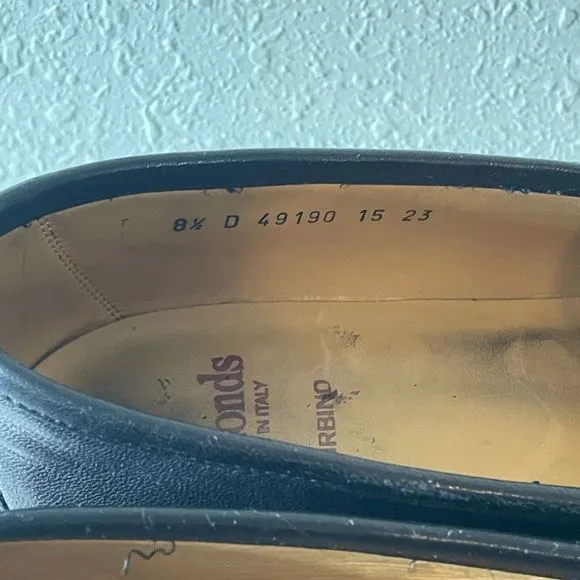 8½ D 49190 15 23
onds
IN ITALY
RBINO